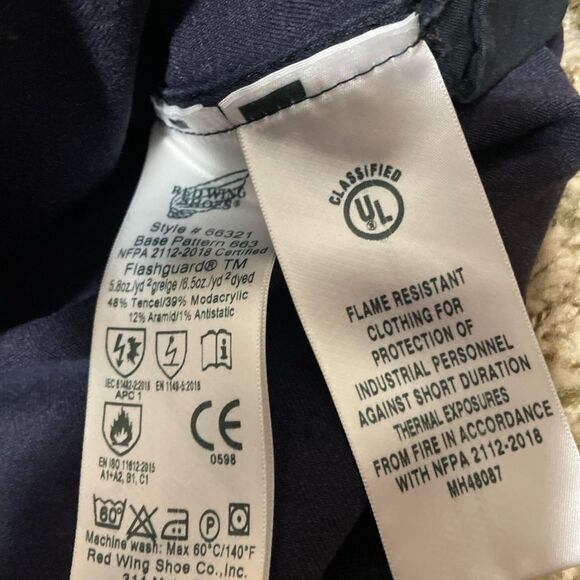 RED WING
SHOES®
Style # 66321
Base Pattern 663
NFPA 2112-2018 Certified
Flashguard® TM
5.8oz./yd² greige /6.5oz./yd² dyed
48% Tencel/39% Modacrylic
12% Aramid/1% Antistatic
IEC 61482-2:2018
APC 1
EN 1149-5:2018
i
CE
0598
EN ISO 11612:2015
A1+A2, B1, C1
60°
P
Machine wash: Max 60°C/140°F
Red Wing Shoe Co., Inc.
CLASSIFIED
UL
®
FLAME RESISTANT
CLOTHING FOR
PROTECTION OF
INDUSTRIAL PERSONNEL
AGAINST SHORT DURATION
THERMAL EXPOSURES
FROM FIRE IN ACCORDANCE
WITH NFPA 2112-2018
MH48087